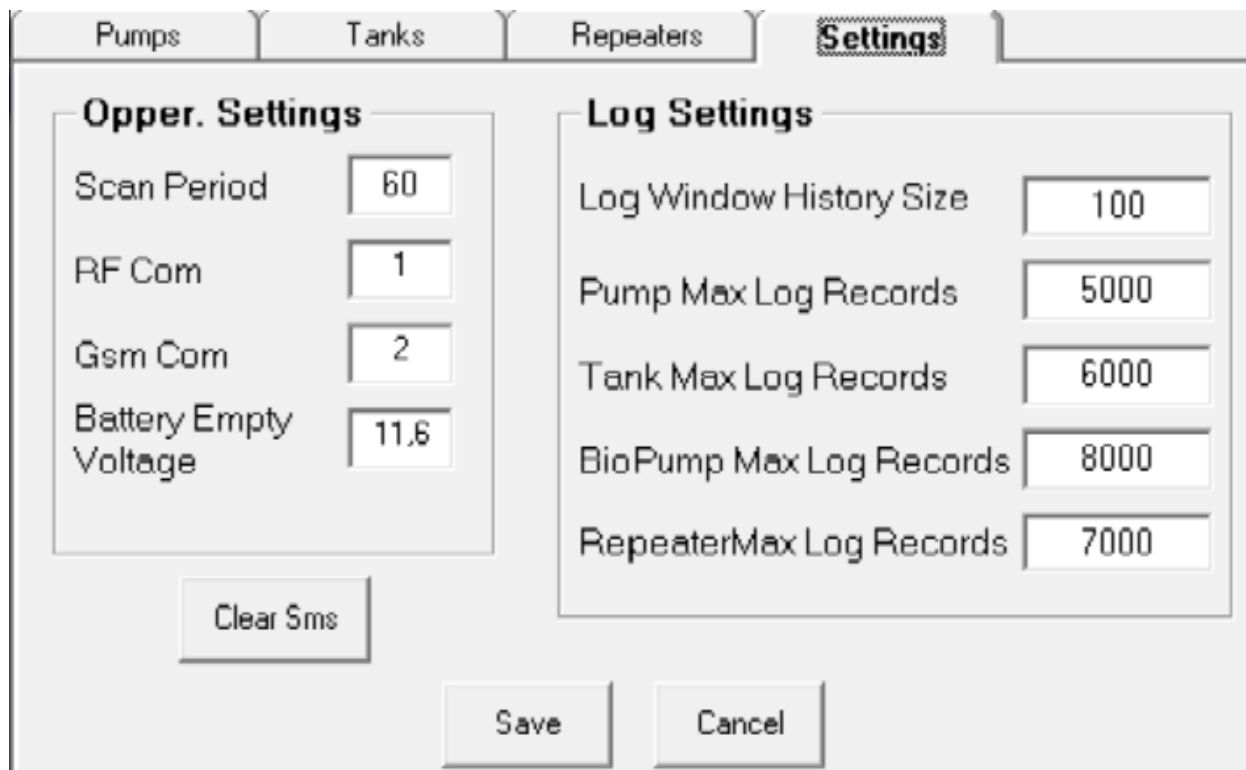 Pumps Tanks Repeaters Settings
Opper. Settings
Scan Period 60
RF Com 1
Gsm Com 2
Battery Empty
Voltage 11,6
Clear Sms
Log Settings
Log Window History Size 100
Pump Max Log Records 5000
Tank Max Log Records 6000
BioPump Max Log Records 8000
RepeaterMax Log Records 7000
Save Cancel